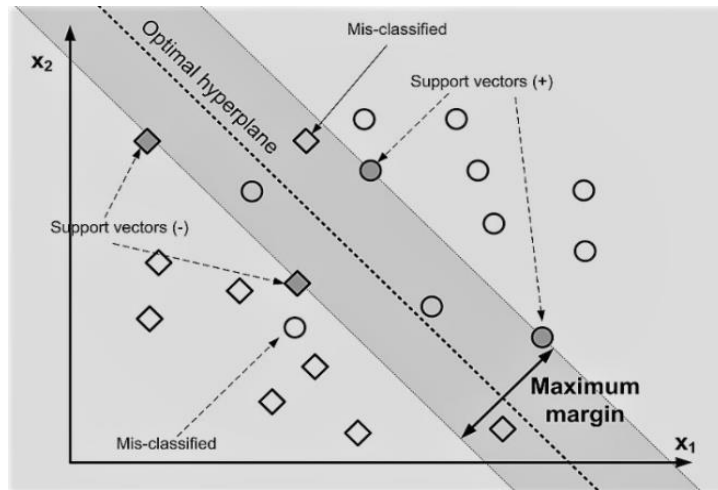 Mis-classified
x2
Optimal hyperplane
Support vectors (+)
Support vectors (-)
Maximum
margin
Mis-classified
x1